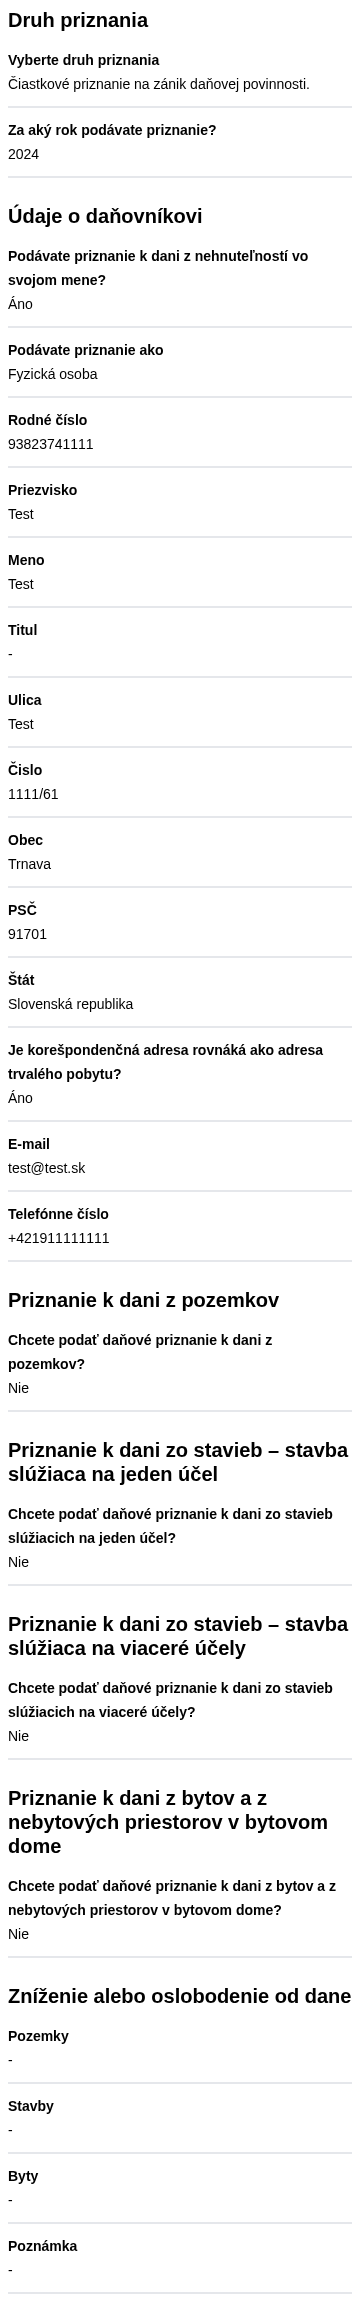 Druh priznania
Vyberte druh priznania
Čiastkové priznanie na zánik daňovej povinnosti.
Za aký rok podávate priznanie?
2024
Údaje o daňovníkovi
Podávate priznanie k dani z nehnuteľností vo
svojom mene?
Áno
Podávate priznanie ako
Fyzická osoba
Rodné číslo
93823741111
Priezvisko
Test
Meno
Test
Titul
-
Ulica
Test
Čislo
1111/61
Obec
Trnava
PSČ
91701
Štát
Slovenská republika
Je korešpondenčná adresa rovnáká ako adresa
trvalého pobytu?
Áno
E-mail
test@test.sk
Telefónne číslo
+421911111111
Priznanie k dani z pozemkov
Chcete podať daňové priznanie k dani z
pozemkov?
Nie
Priznanie k dani zo stavieb – stavba
slúžiaca na jeden účel
Chcete podať daňové priznanie k dani zo stavieb
slúžiacich na jeden účel?
Nie
Priznanie k dani zo stavieb – stavba
slúžiaca na viaceré účely
Chcete podať daňové priznanie k dani zo stavieb
slúžiacich na viaceré účely?
Nie
Priznanie k dani z bytov a z
nebytových priestorov v bytovom
dome
Chcete podať daňové priznanie k dani z bytov a z
nebytových priestorov v bytovom dome?
Nie
Zníženie alebo oslobodenie od dane
Pozemky
-
Stavby
-
Byty
-
Poznámka
-